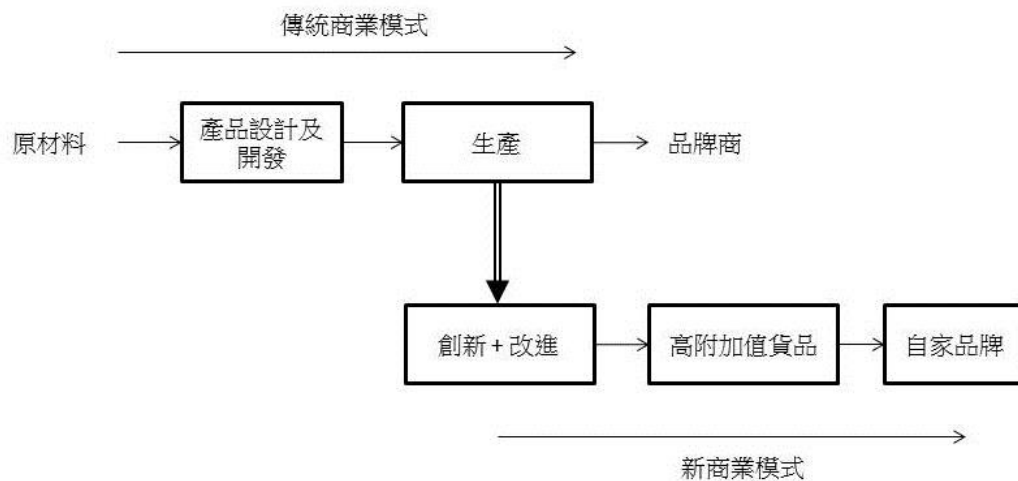 傳統商業模式
原材料
產品設計及
開發
生產
品牌商
創新 + 改進
高附加值貨品
自家品牌
新商業模式